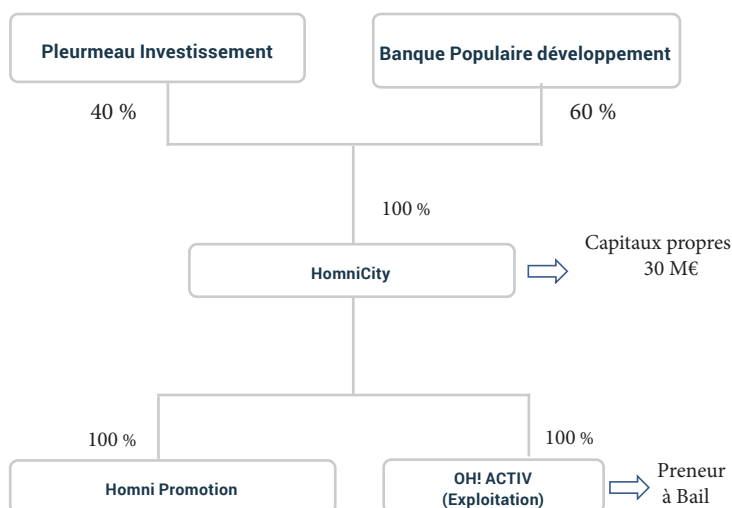 Pleurmeau Investissement
Banque Populaire développement
40 %
60 %
100 %
HomniCity
Capitaux propres
30 M€
100 %
100 %
Homni Promotion
OH! ACTIV
(Exploitation)
Preneur
à Bail